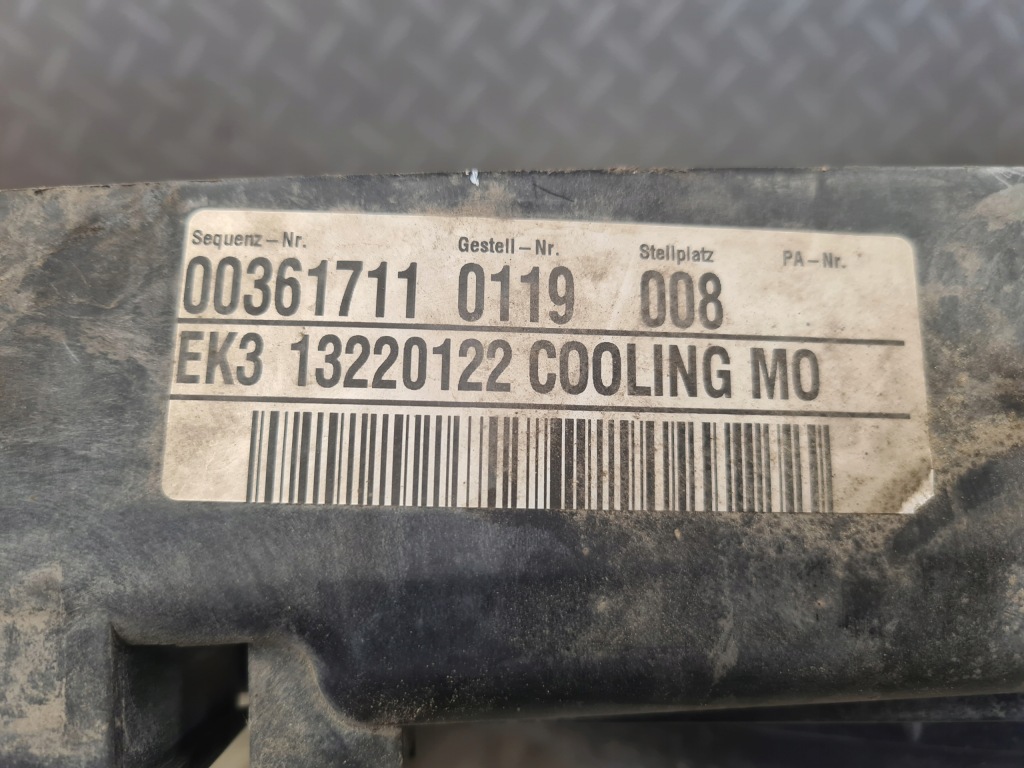 Sequenz-Nr. Gestell-Nr. Stellplatz PA-Nr.
00361711 0119 008
EK3 13220122 COOLING MO